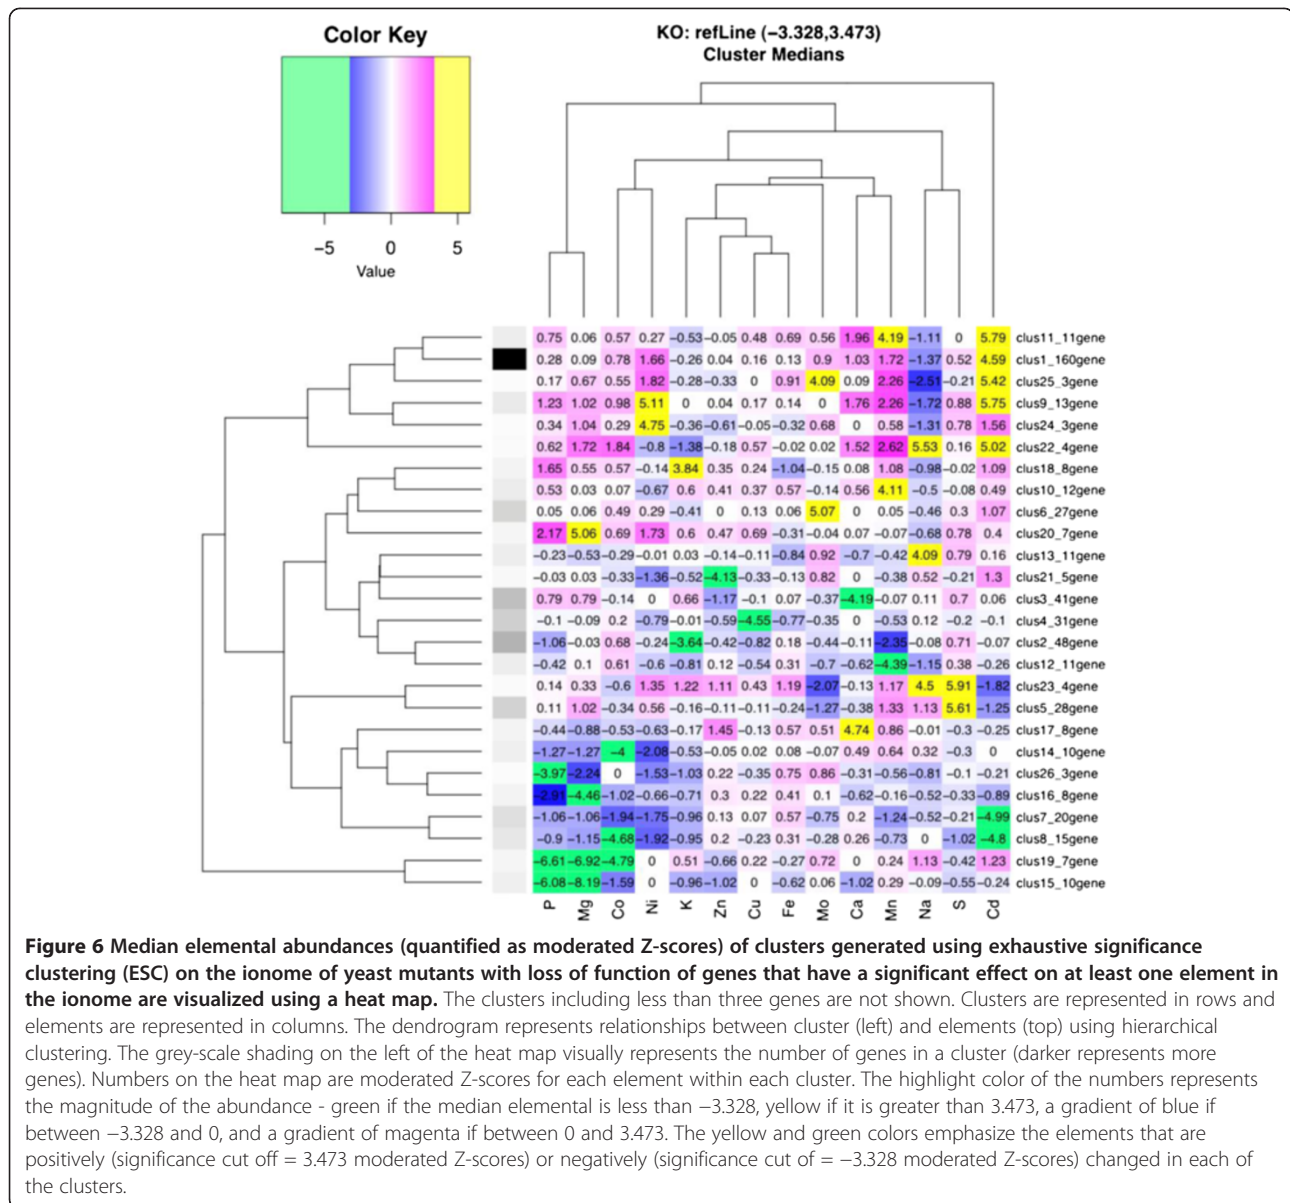 Color Key
KO: refLine (−3.328,3.473)
Cluster Medians
−5 0 5
Value
0.75 0.06 0.57 0.27 −0.53 −0.05 0.48 0.69 0.56 1.96 4.19 −1.11 0 5.79 clus11_11gene
0.28 0.09 0.78 1.66 −0.26 0.04 0.16 0.13 0.9 1.03 1.72 −1.37 0.52 4.59 clus1_160gene
0.17 0.67 0.55 1.82 −0.28 −0.33 0 0.91 4.09 0.09 2.26 −2.51 −0.21 5.42 clus25_3gene
1.23 1.02 0.98 5.11 0 0.04 0.17 0.14 0 1.76 2.26 −1.72 0.88 5.75 clus9_13gene
0.34 1.04 0.29 4.75 −0.36 −0.61 −0.05 −0.32 0.68 0 0.58 −1.31 0.78 1.56 clus24_3gene
0.62 1.72 1.84 −0.8 −1.38 −0.18 0.57 −0.02 0.02 1.52 2.62 5.53 0.16 5.02 clus22_4gene
1.65 0.55 0.57 −0.14 3.84 0.35 0.24 −1.04 −0.15 0.08 1.08 −0.98 −0.02 1.09 clus18_8gene
0.53 0.03 0.07 −0.67 0.6 0.41 0.37 0.57 −0.14 0.56 4.11 −0.5 −0.08 0.49 clus10_12gene
0.05 0.06 0.49 0.29 −0.41 0 0.13 0.06 5.07 0 0.05 −0.46 0.3 1.07 clus6_27gene
2.17 5.06 0.69 1.73 0.6 0.47 0.69 −0.31 −0.04 0.07 −0.07 −0.68 0.78 0.4 clus20_7gene
−0.23 −0.53 −0.29 −0.01 0.03 −0.14 −0.11 −0.84 0.92 −0.7 −0.42 4.09 0.79 0.16 clus13_11gene
−0.03 0.03 −0.33 −1.36 −0.52 −4.13 −0.33 −0.13 0.82 0 −0.38 0.52 −0.21 1.3 clus21_5gene
0.79 0.79 −0.14 0 0.66 −1.17 −0.1 0.07 −0.37 −4.19 −0.07 0.11 0.7 0.06 clus3_41gene
−0.1 −0.09 0.2 −0.79 −0.01 −0.59 −4.55 −0.77 −0.35 0 −0.53 0.12 −0.2 −0.1 clus4_31gene
−1.06 −0.03 0.68 −0.24 −3.64 −0.42 −0.82 0.18 −0.44 −0.11 −2.35 −0.08 0.71 −0.07 clus2_48gene
−0.42 0.1 0.61 −0.6 −0.81 0.12 −0.54 0.31 −0.7 −0.62 −4.39 −1.15 0.38 −0.26 clus12_11gene
0.14 0.33 −0.6 1.35 1.22 1.11 0.43 1.19 −2.07 −0.13 1.17 4.5 5.91 −1.82 clus23_4gene
0.11 1.02 −0.34 0.56 −0.16 −0.11 −0.11 −0.24 −1.27 −0.38 1.33 1.13 5.61 −1.25 clus5_28gene
−0.44 −0.88 −0.53 −0.63 −0.17 1.45 −0.13 0.57 0.51 4.74 0.86 −0.01 −0.3 −0.25 clus17_8gene
−1.27 −1.27 −4 −2.08 −0.53 −0.05 0.02 0.08 −0.07 0.49 0.64 0.32 −0.3 0 clus14_10gene
−3.97 −2.24 0 −1.53 −1.03 0.22 −0.35 0.75 0.86 −0.31 −0.56 −0.81 −0.1 −0.21 clus26_3gene
−2.91 −4.46 −1.02 −0.66 −0.71 0.3 0.22 0.41 0.1 −0.62 −0.16 −0.52 −0.33 −0.89 clus16_8gene
−1.06 −1.06 −1.94 −1.75 −0.96 0.13 0.07 0.57 −0.75 0.2 −1.24 −0.52 −0.21 −4.99 clus7_20gene
−0.9 −1.15 −4.68 −1.92 −0.95 0.2 −0.23 0.31 −0.28 0.26 −0.73 0 −1.02 −4.8 clus8_15gene
−6.61 −6.92 −4.79 0 0.51 −0.66 0.22 −0.27 0.72 0 0.24 1.13 −0.42 1.23 clus19_7gene
−6.08 −8.19 −1.59 0 −0.96 −1.02 0 −0.62 0.06 −1.02 0.29 −0.09 −0.55 −0.24 clus15_10gene
P Mg Co Ni K Zn Cu Fe Mo Ca Mn Na S Cd
Figure 6 Median elemental abundances (quantified as moderated Z-scores) of clusters generated using exhaustive significance
clustering (ESC) on the ionome of yeast mutants with loss of function of genes that have a significant effect on at least one element in
the ionome are visualized using a heat map. The clusters including less than three genes are not shown. Clusters are represented in rows and
elements are represented in columns. The dendrogram represents relationships between cluster (left) and elements (top) using hierarchical
clustering. The grey-scale shading on the left of the heat map visually represents the number of genes in a cluster (darker represents more
genes). Numbers on the heat map are moderated Z-scores for each element within each cluster. The highlight color of the numbers represents
the magnitude of the abundance - green if the median elemental is less than −3.328, yellow if it is greater than 3.473, a gradient of blue if
between −3.328 and 0, and a gradient of magenta if between 0 and 3.473. The yellow and green colors emphasize the elements that are
positively (significance cut off = 3.473 moderated Z-scores) or negatively (significance cut of = −3.328 moderated Z-scores) changed in each of
the clusters.